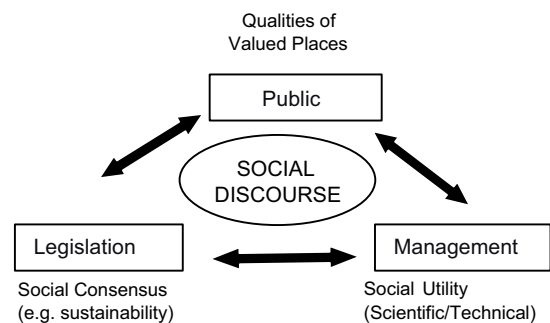 Qualities of
Valued Places
Public
SOCIAL
DISCOURSE
Legislation
Management
Social Consensus
(e.g. sustainability)
Social Utility
(Scientific/Technical)